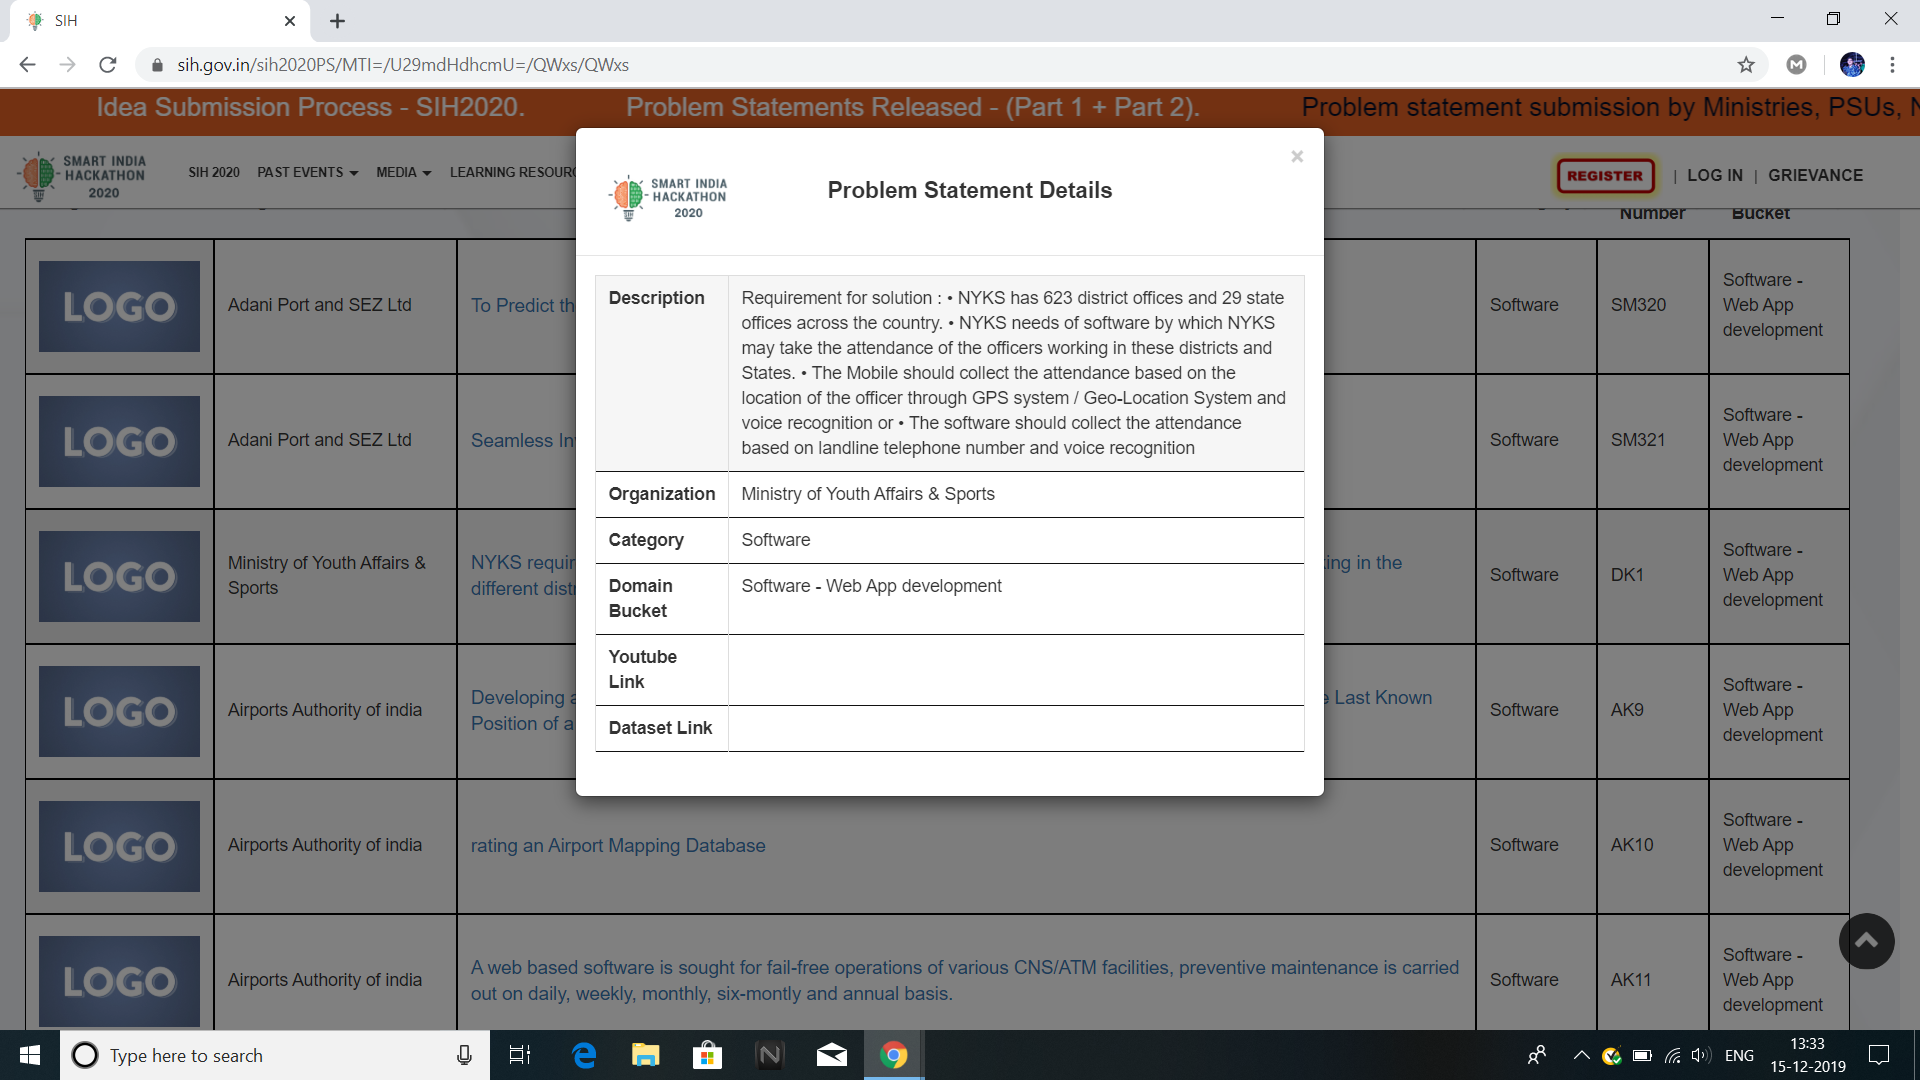 SIH
sih.gov.in/sih2020PS/MTI=/U29mdHdhcmU=/QWxs/QWxs
Idea Submission Process - SIH2020. Problem Statements Released - (Part 1 + Part 2). Problem statement submission by Ministries, PSUs, N
SMART INDIA
HACKATHON
2020
SIH 2020 PAST EVENTS MEDIA LEARNING RESOURC
REGISTER | LOG IN | GRIEVANCE
Number Bucket
SMART INDIA
HACKATHON
2020
Problem Statement Details
×
Description
Requirement for solution : • NYKS has 623 district offices and 29 state
offices across the country. • NYKS needs of software by which NYKS
may take the attendance of the officers working in these districts and
States. • The Mobile should collect the attendance based on the
location of the officer through GPS system / Geo-Location System and
voice recognition or • The software should collect the attendance
based on landline telephone number and voice recognition
Organization Ministry of Youth Affairs & Sports
Category Software
Domain
Bucket
Software - Web App development
Youtube
Link
Dataset Link
LOGO
Adani Port and SEZ Ltd
To Predict th
Software
SM320
Software -
Web App
development
LOGO
Adani Port and SEZ Ltd
Seamless In
Software
SM321
Software -
Web App
development
LOGO
Ministry of Youth Affairs &
Sports
NYKS requir
different dist
king in the
Software
DK1
Software -
Web App
development
LOGO
Airports Authority of india
Developing a
Position of a
e Last Known
Software
AK9
Software -
Web App
development
LOGO
Airports Authority of india
rating an Airport Mapping Database
Software
AK10
Software -
Web App
development
LOGO
Airports Authority of india
A web based software is sought for fail-free operations of various CNS/ATM facilities, preventive maintenance is carried
out on daily, weekly, monthly, six-montly and annual basis.
Software
AK11
Software -
Web App
development
Type here to search
ENG
13:33
15-12-2019